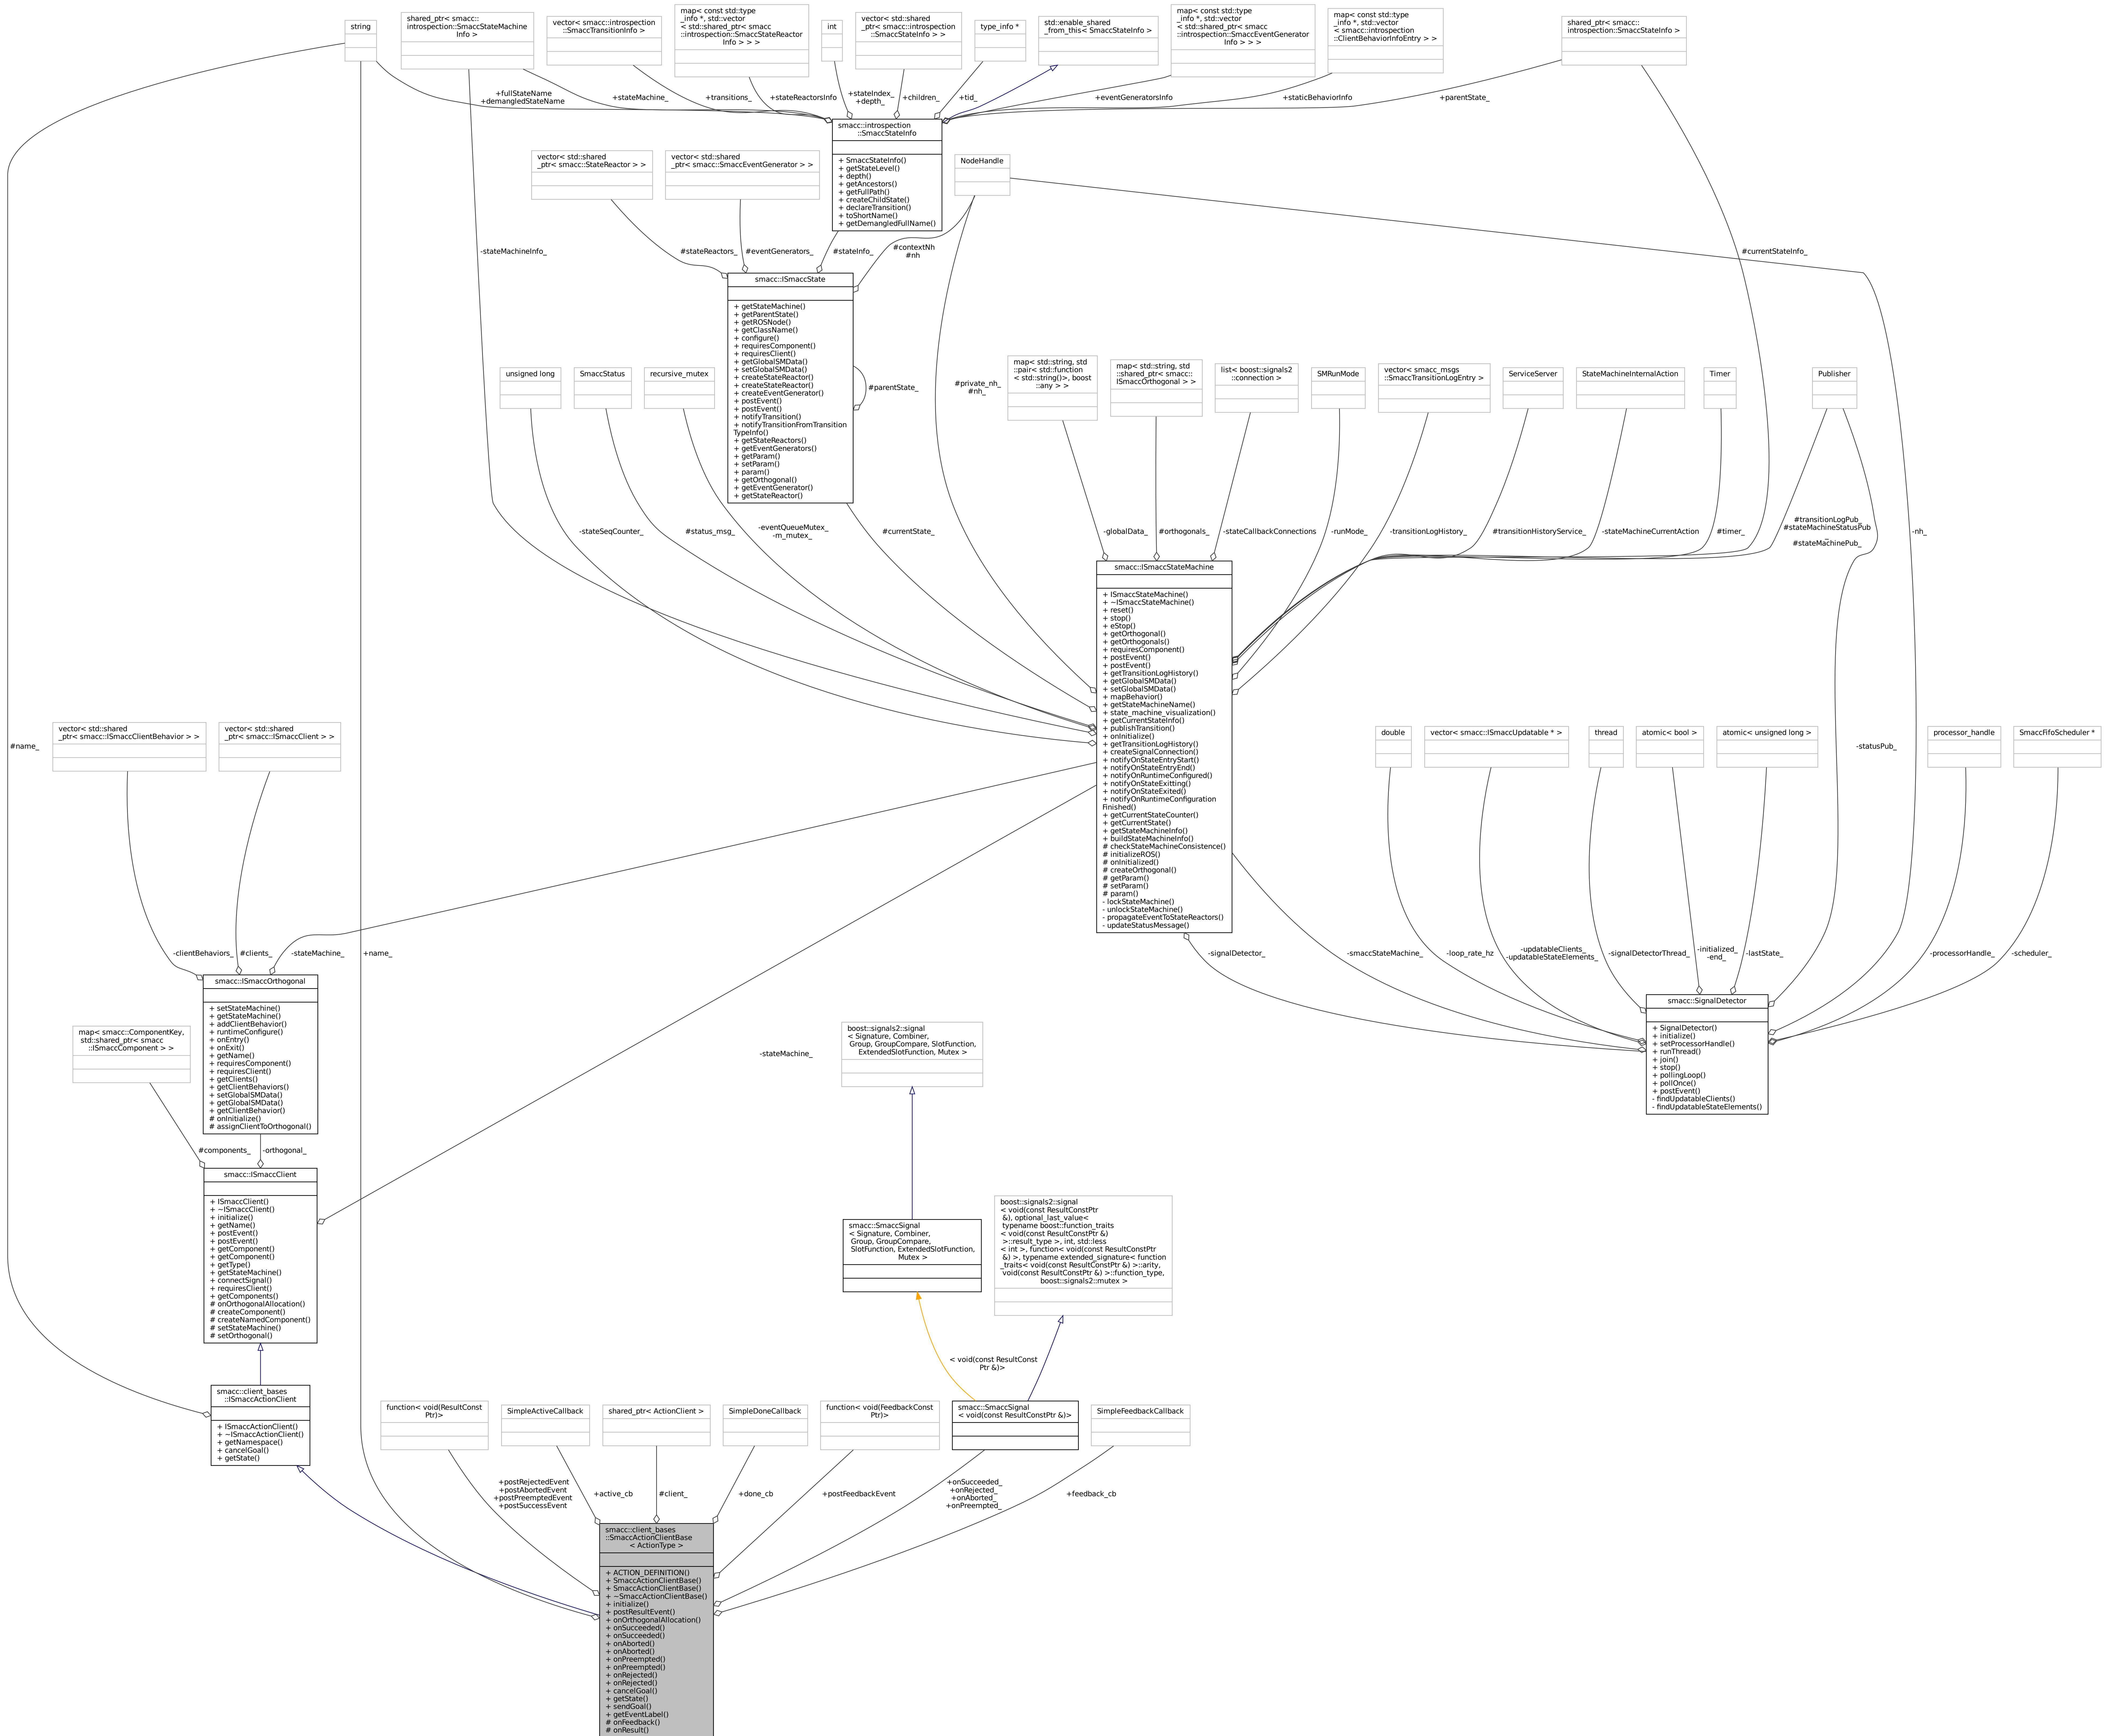 string
shared_ptr< smacc::
introspection::SmaccStateMachine
Info >
vector< smacc::introspection
::SmaccTransitionInfo >
map< const std::type
_info *, std::vector
< std::shared_ptr< smacc
::introspection::SmaccStateReactor
Info > > >
int
vector< std::shared
_ptr< smacc::introspection
::SmaccStateInfo > >
type_info *
std::enable_shared
_from_this< SmaccStateInfo >
map< const std::type
_info *, std::vector
< std::shared_ptr< smacc
::introspection::SmaccEventGenerator
Info > > >
map< const std::type
_info *, std::vector
< smacc::introspection
::ClientBehaviorInfoEntry > >
shared_ptr< smacc::
introspection::SmaccStateInfo >
+fullStateName
+demangledStateName
+stateMachine_
+transitions_
+stateReactorsInfo
+stateIndex_
+depth_
+children_
+tid_
+eventGeneratorsInfo
+staticBehaviorInfo
+parentState_
smacc::introspection
::SmaccStateInfo
+ SmaccStateInfo()
+ getStateLevel()
+ depth()
+ getAncestors()
+ getFullPath()
+ createChildState()
+ declareTransition()
+ toShortName()
+ getDemangledFullName()
vector< std::shared
_ptr< smacc::StateReactor > >
vector< std::shared
_ptr< smacc::SmaccEventGenerator > >
NodeHandle
-stateMachineInfo_
#stateReactors_
#eventGenerators_
#stateInfo_
#contextNh
#nh
#currentStateInfo_
smacc::ISmaccState
+ getStateMachine()
+ getParentState()
+ getROSNode()
+ getClassName()
+ configure()
+ requiresComponent()
+ requiresClient()
+ getGlobalSMData()
+ setGlobalSMData()
+ createStateReactor()
+ createStateReactor()
+ createEventGenerator()
+ postEvent()
+ postEvent()
+ notifyTransition()
+ notifyTransitionFromTransition
TypeInfo()
+ getStateReactors()
+ getEventGenerators()
+ getParam()
+ setParam()
+ param()
+ getOrthogonal()
+ getEventGenerator()
+ getStateReactor()
#parentState_
#private_nh_
#nh_
unsigned long
SmaccStatus
recursive_mutex
map< std::string, std
::pair< std::function
< std::string()>, boost
::any > >
map< std::string, std
::shared_ptr< smacc::
ISmaccOrthogonal > >
list< boost::signals2
::connection >
SMRunMode
vector< smacc_msgs
::SmaccTransitionLogEntry >
ServiceServer
StateMachineInternalAction
Timer
Publisher
-stateSeqCounter_
#status_msg_
-eventQueueMutex_
-m_mutex_
#currentState_
-globalData_
#orthogonals_
-stateCallbackConnections
-runMode_
-transitionLogHistory_
#transitionHistoryService_
-stateMachineCurrentAction
#timer_
#transitionLogPub_
#stateMachineStatusPub
_
#stateMachinePub_
-nh_
smacc::ISmaccStateMachine
+ ISmaccStateMachine()
+ ~ISmaccStateMachine()
+ reset()
+ stop()
+ eStop()
+ getOrthogonal()
+ getOrthogonals()
+ requiresComponent()
+ postEvent()
+ postEvent()
+ getTransitionLogHistory()
+ getGlobalSMData()
+ setGlobalSMData()
+ mapBehavior()
+ getStateMachineName()
+ state_machine_visualization()
+ getCurrentStateInfo()
+ publishTransition()
+ onInitialize()
+ getTransitionLogHistory()
+ createSignalConnection()
+ notifyOnStateEntryStart()
+ notifyOnStateEntryEnd()
+ notifyOnRuntimeConfigured()
+ notifyOnStateExitting()
+ notifyOnStateExited()
+ notifyOnRuntimeConfiguration
Finished()
+ getCurrentStateCounter()
+ getCurrentState()
+ getStateMachineInfo()
+ buildStateMachineInfo()
# checkStateMachineConsistence()
# initializeROS()
# onInitialized()
# createOrthogonal()
# getParam()
# setParam()
# param()
- lockStateMachine()
- unlockStateMachine()
- propagateEventToStateReactors()
- updateStatusMessage()
vector< std::shared
_ptr< smacc::ISmaccClientBehavior > >
vector< std::shared
_ptr< smacc::ISmaccClient > >
#name_
double
vector< smacc::ISmaccUpdatable * >
thread
atomic< bool >
atomic< unsigned long >
-statusPub_
processor_handle
SmaccFifoScheduler *
-clientBehaviors_
#clients_
-stateMachine_
+name_
-signalDetector_
-smaccStateMachine_
-loop_rate_hz
-updatableClients_
-updatableStateElements_
-signalDetectorThread_
-initialized_
-end_
-lastState_
-processorHandle_
-scheduler_
smacc::ISmaccOrthogonal
+ setStateMachine()
+ getStateMachine()
+ addClientBehavior()
+ runtimeConfigure()
+ onEntry()
+ onExit()
+ getName()
+ requiresComponent()
+ requiresClient()
+ getClients()
+ getClientBehaviors()
+ setGlobalSMData()
+ getGlobalSMData()
+ getClientBehavior()
# onInitialize()
# assignClientToOrthogonal()
smacc::SignalDetector
+ SignalDetector()
+ initialize()
+ setProcessorHandle()
+ runThread()
+ join()
+ stop()
+ pollingLoop()
+ pollOnce()
+ postEvent()
- findUpdatableClients()
- findUpdatableStateElements()
map< smacc::ComponentKey,
std::shared_ptr< smacc
::ISmaccComponent > >
boost::signals2::signal
< Signature, Combiner,
Group, GroupCompare, SlotFunction,
ExtendedSlotFunction, Mutex >
-stateMachine_
#components_
-orthogonal_
smacc::ISmaccClient
+ ISmaccClient()
+ ~ISmaccClient()
+ initialize()
+ getName()
+ postEvent()
+ postEvent()
+ getComponent()
+ getComponent()
+ getType()
+ getStateMachine()
+ connectSignal()
+ requiresClient()
+ getComponents()
# onOrthogonalAllocation()
# createComponent()
# createNamedComponent()
# setStateMachine()
# setOrthogonal()
smacc::SmaccSignal
< Signature, Combiner,
Group, GroupCompare,
SlotFunction, ExtendedSlotFunction,
Mutex >
boost::signals2::signal
< void(const ResultConstPtr
&), optional_last_value<
typename boost::function_traits
< void(const ResultConstPtr &)
>::result_type >, int, std::less
< int >, function< void(const ResultConstPtr
&) >, typename extended_signature< function
_traits< void(const ResultConstPtr &) >::arity,
void(const ResultConstPtr &) >::function_type,
boost::signals2::mutex >
< void(const ResultConst
Ptr &)>
smacc::client_bases
::ISmaccActionClient
+ ISmaccActionClient()
+ ~ISmaccActionClient()
+ getNamespace()
+ cancelGoal()
+ getState()
function< void(ResultConst
Ptr)>
SimpleActiveCallback
shared_ptr< ActionClient >
SimpleDoneCallback
function< void(FeedbackConst
Ptr)>
smacc::SmaccSignal
< void(const ResultConstPtr &)>
SimpleFeedbackCallback
+postRejectedEvent
+postAbortedEvent
+postPreemptedEvent
+postSuccessEvent
+active_cb
#client_
+done_cb
+postFeedbackEvent
+onSucceeded_
+onRejected_
+onAborted_
+onPreempted_
+feedback_cb
smacc::client_bases
::SmaccActionClientBase
< ActionType >
+ ACTION_DEFINITION()
+ SmaccActionClientBase()
+ SmaccActionClientBase()
+ ~SmaccActionClientBase()
+ initialize()
+ postResultEvent()
+ onOrthogonalAllocation()
+ onSucceeded()
+ onSucceeded()
+ onAborted()
+ onAborted()
+ onPreempted()
+ onPreempted()
+ onRejected()
+ onRejected()
+ cancelGoal()
+ getState()
+ sendGoal()
+ getEventLabel()
# onFeedback()
# onResult()